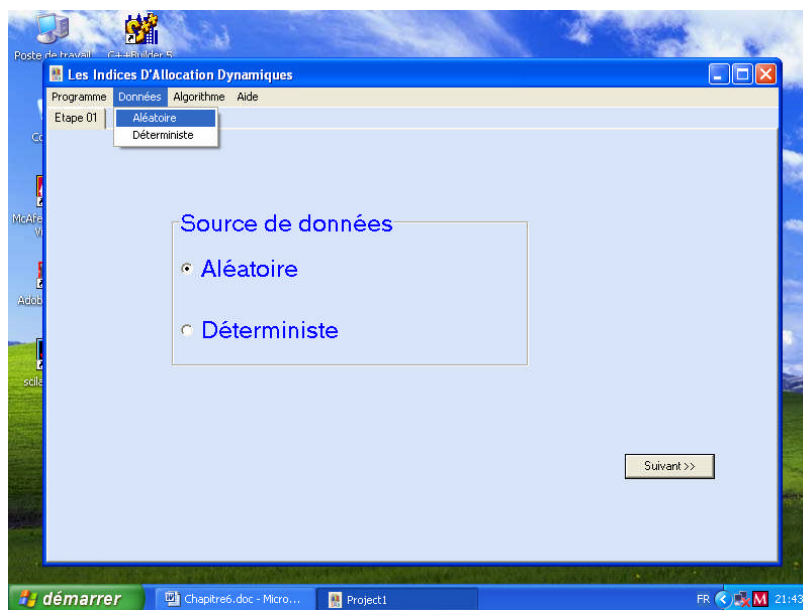 Poste de travail C++Builder 5
Les Indices D'Allocation Dynamiques
Programme Données Algorithme Aide
Etape 01
Aléatoire
Déterministe
McAfe
Adob
Source de données
Aléatoire
Déterministe
Suivant >>
démarrer Chapitre6.doc - Micro... Project1 FR 21:43